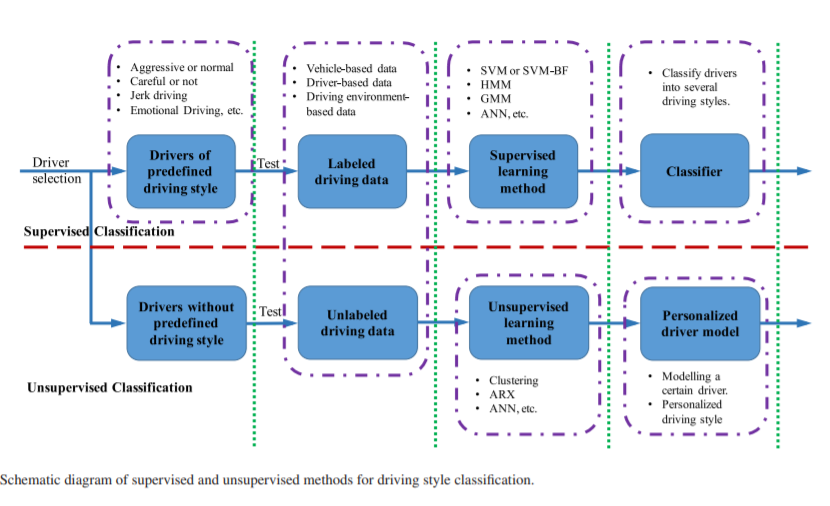 • Aggressive or normal
• Careful or not
• Jerk driving
• Emotional Driving, etc.
• Vehicle-based data
• Driver-based data
• Driving environment-
based data
• SVM or SVM-BF
• HMM
• GMM
• ANN, etc.
• Classify drivers
into several
driving styles.
Driver
selection
Drivers of
predefined
driving style
Test
Labeled
driving data
Supervised
learning
method
Classifier
Supervised Classification
Drivers without
predefined
driving style
Test
Unlabeled
driving data
Unsupervised
learning
method
Personalized
driver model
Unsupervised Classification
• Clustering
• ARX
• ANN, etc.
• Modelling a
certain driver.
• Personalized
driving style
Schematic diagram of supervised and unsupervised methods for driving style classification.